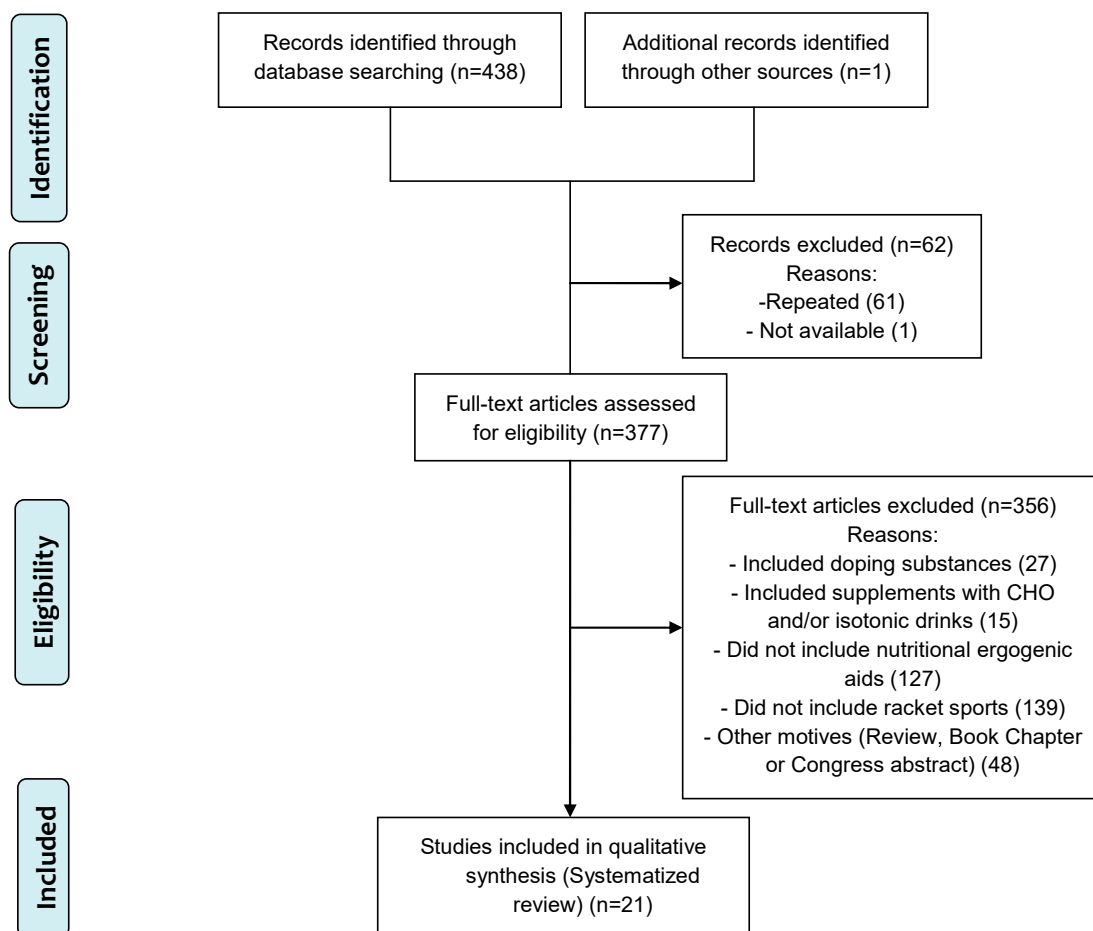 Identification
Records identified through
database searching (n=438)
Additional records identified
through other sources (n=1)
Screening
Records excluded (n=62)
Reasons:
-Repeated (61)
- Not available (1)
Full-text articles assessed
for eligibility (n=377)
Eligibility
Full-text articles excluded (n=356)
Reasons:
- Included doping substances (27)
- Included supplements with CHO
and/or isotonic drinks (15)
- Did not include nutritional ergogenic
aids (127)
- Did not include racket sports (139)
- Other motives (Review, Book Chapter
or Congress abstract) (48)
Included
Studies included in qualitative
synthesis (Systematized
review) (n=21)